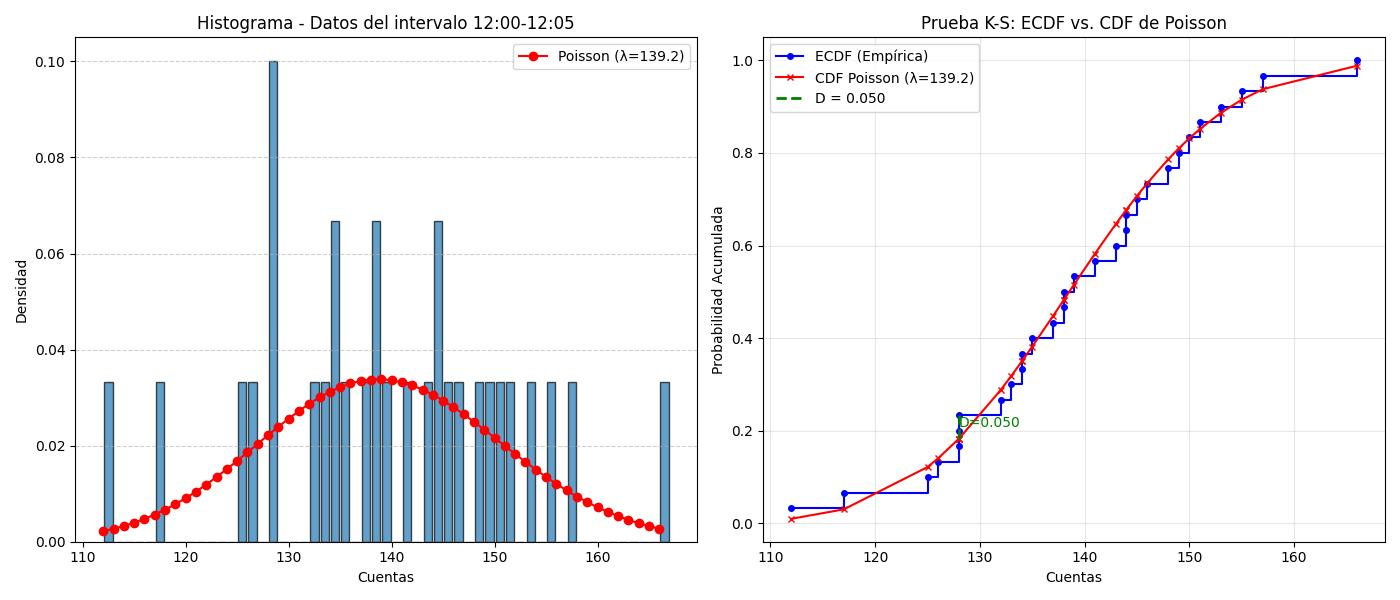 Histograma - Datos del intervalo 12:00-12:05
Poisson (λ=139.2)
Densidad
0.10
0.08
0.06
0.04
0.02
0.00
110
120
130
140
150
160
Cuentas
Prueba K-S: ECDF vs. CDF de Poisson
ECDF (Empírica)
CDF Poisson (λ=139.2)
D = 0.050
Probabilidad Acumulada
1.0
0.8
0.6
0.4
0.2
0.0
D=0.050
110
120
130
140
150
160
Cuentas